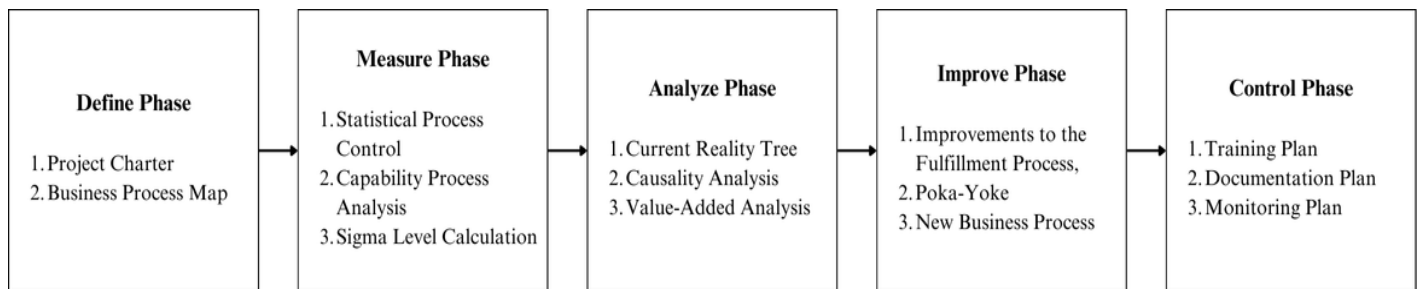 Define Phase
1. Project Charter
2. Business Process Map
Measure Phase
1. Statistical Process
Control
2. Capability Process
Analysis
3. Sigma Level Calculation
Analyze Phase
1. Current Reality Tree
2. Causality Analysis
3. Value-Added Analysis
Improve Phase
1. Improvements to the
Fulfillment Process,
2. Poka-Yoke
3. New Business Process
Control Phase
1. Training Plan
2. Documentation Plan
3. Monitoring Plan